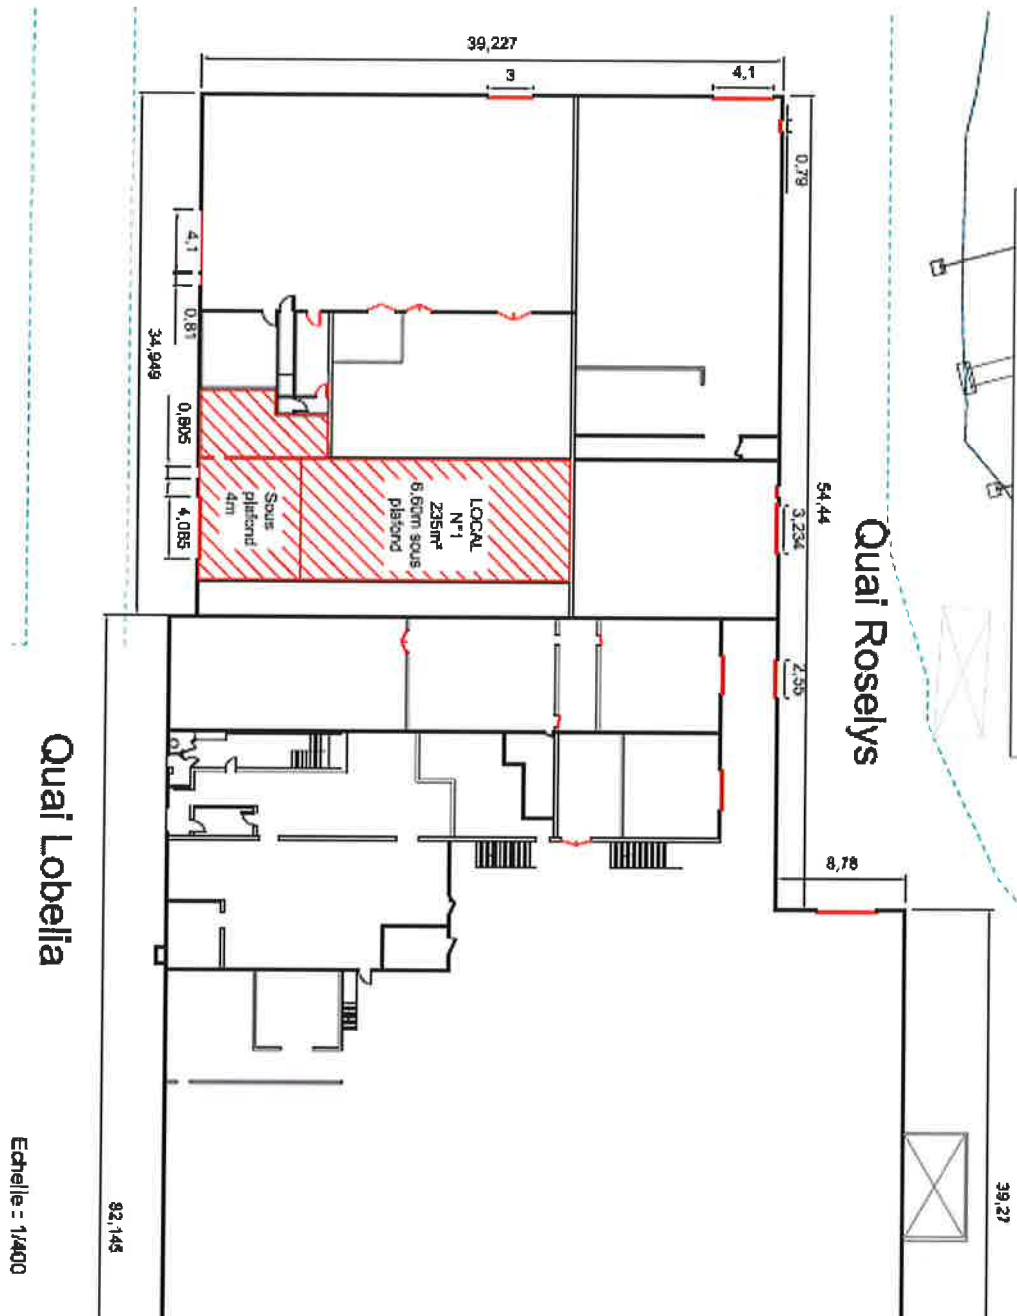 39,227
3
4,1
0,79
4,1
0,81
34,949
0,805
4,085
54,44
3,234
2,55
LOCAL
N°1
235m²
6,60m sous
plafond
Sous
plafond
4m
Quai Roselys
8,78
Quai Lobelia
39,27
82,145
Echelle = 1/400